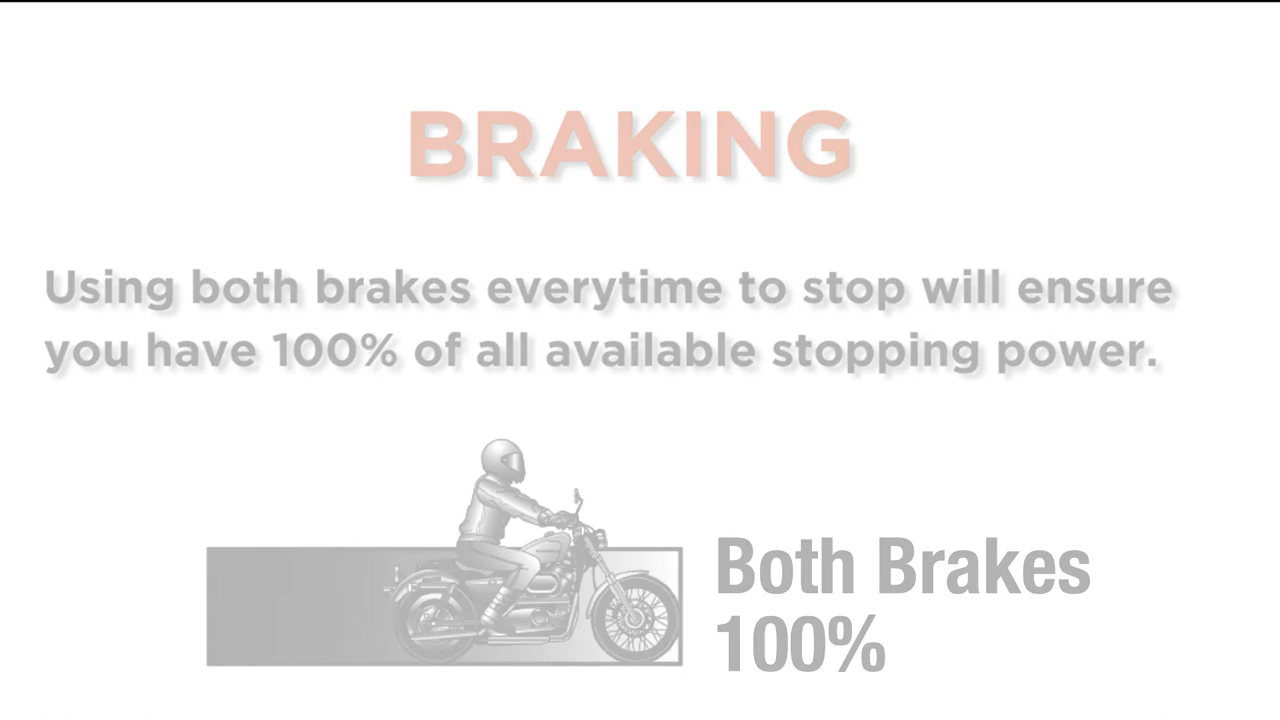 BRAKING
Using both brakes everytime to stop will ensure
you have 100% of all available stopping power.
Both Brakes
100%